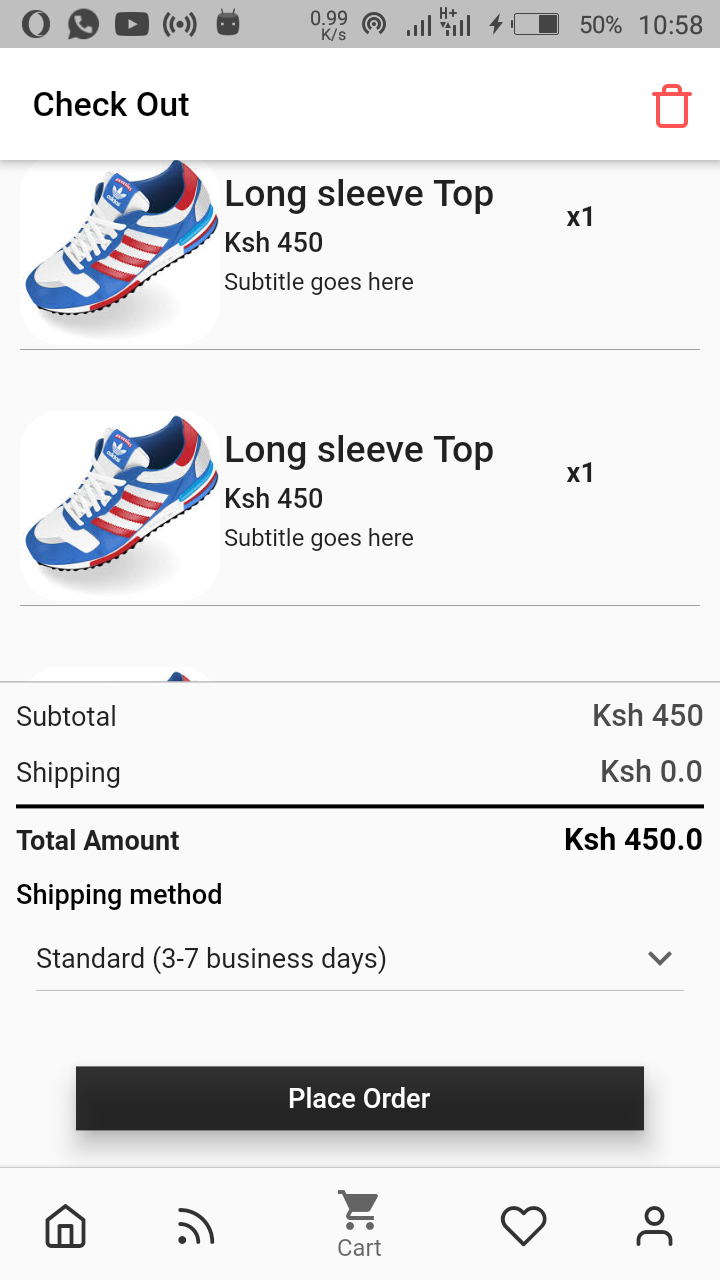 0.99 K/s H+ 50% 10:58
Check Out
Long sleeve Top
x1
Ksh 450
Subtitle goes here
Long sleeve Top
x1
Ksh 450
Subtitle goes here
Subtotal Ksh 450
Shipping Ksh 0.0
Total Amount Ksh 450.0
Shipping method
Standard (3-7 business days)
Place Order
Cart